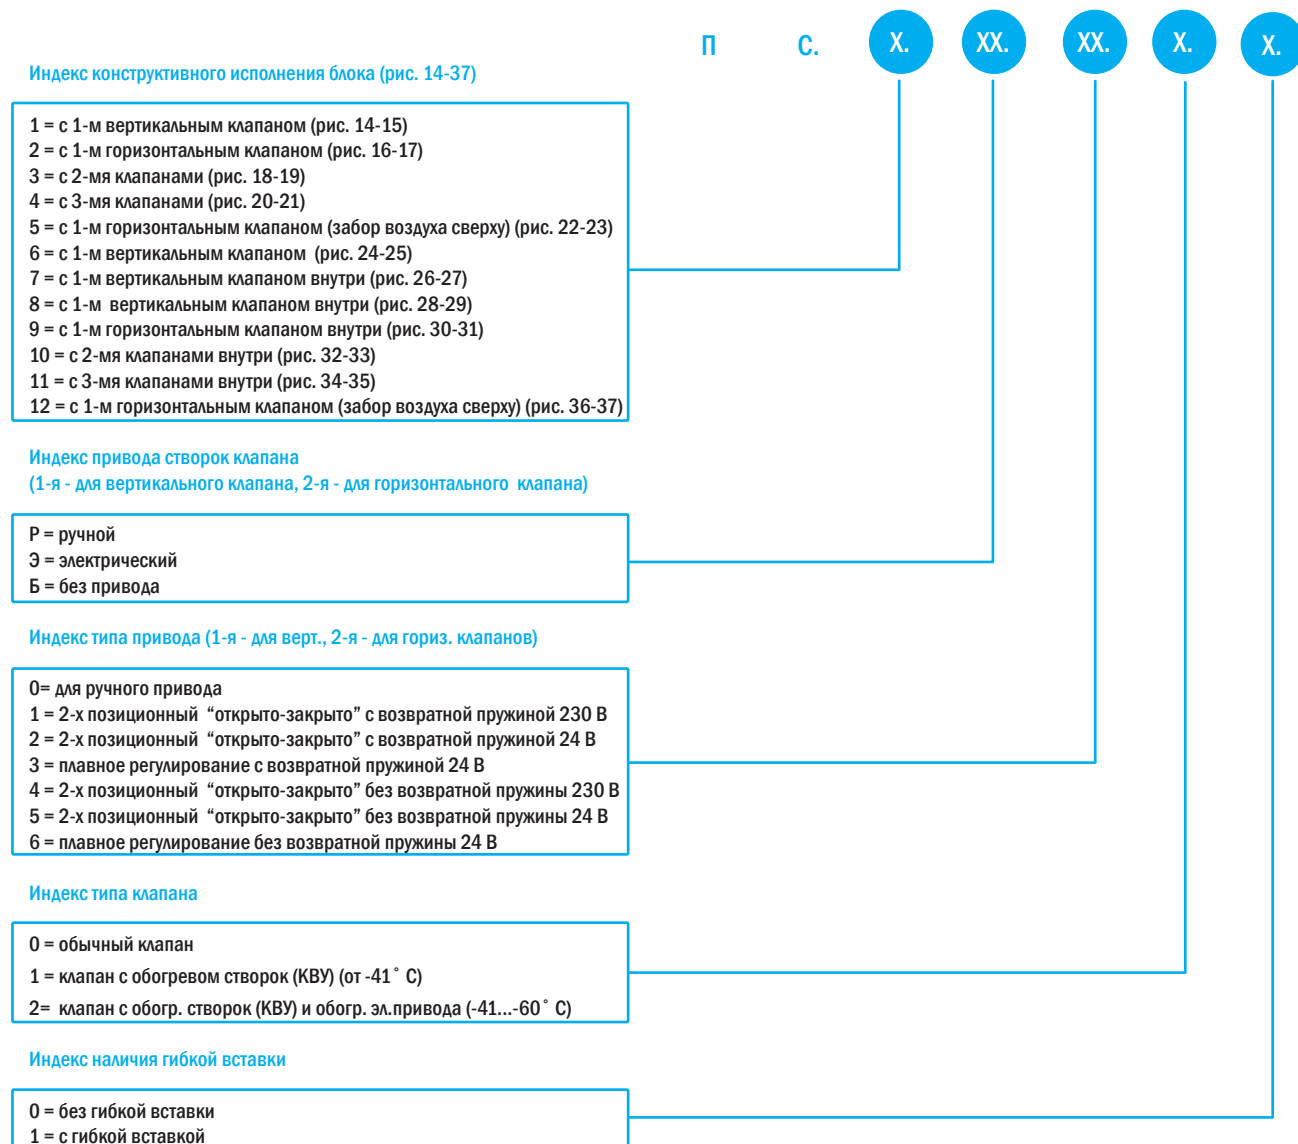 П С. X. XX. XX. X. X.
Индекс конструктивного исполнения блока (рис. 14-37)
1 = с 1-м вертикальным клапаном (рис. 14-15)
2 = с 1-м горизонтальным клапаном (рис. 16-17)
3 = с 2-мя клапанами (рис. 18-19)
4 = с 3-мя клапанами (рис. 20-21)
5 = с 1-м горизонтальным клапаном (забор воздуха сверху) (рис. 22-23)
6 = с 1-м вертикальным клапаном (рис. 24-25)
7 = с 1-м вертикальным клапаном внутри (рис. 26-27)
8 = с 1-м вертикальным клапаном внутри (рис. 28-29)
9 = с 1-м горизонтальным клапаном внутри (рис. 30-31)
10 = с 2-мя клапанами внутри (рис. 32-33)
11 = с 3-мя клапанами внутри (рис. 34-35)
12 = с 1-м горизонтальным клапаном (забор воздуха сверху) (рис. 36-37)
Индекс привода створок клапана
(1-я - для вертикального клапана, 2-я - для горизонтального клапана)
Р = ручной
Э = электрический
Б = без привода
Индекс типа привода (1-я - для верт., 2-я - для гориз. клапанов)
0= для ручного привода
1 = 2-х позиционный “открыто-закрыто” с возвратной пружиной 230 В
2 = 2-х позиционный “открыто-закрыто” с возвратной пружиной 24 В
3 = плавное регулирование с возвратной пружиной 24 В
4 = 2-х позиционный “открыто-закрыто” без возвратной пружины 230 В
5 = 2-х позиционный “открыто-закрыто” без возвратной пружины 24 В
6 = плавное регулирование без возвратной пружины 24 В
Индекс типа клапана
0 = обычный клапан
1 = клапан с обогревом створок (КВУ) (от -41˚ С)
2= клапан с обогр. створок (КВУ) и обогр. эл.привода (-41...-60˚ С)
Индекс наличия гибкой вставки
0 = без гибкой вставки
1 = с гибкой вставкой